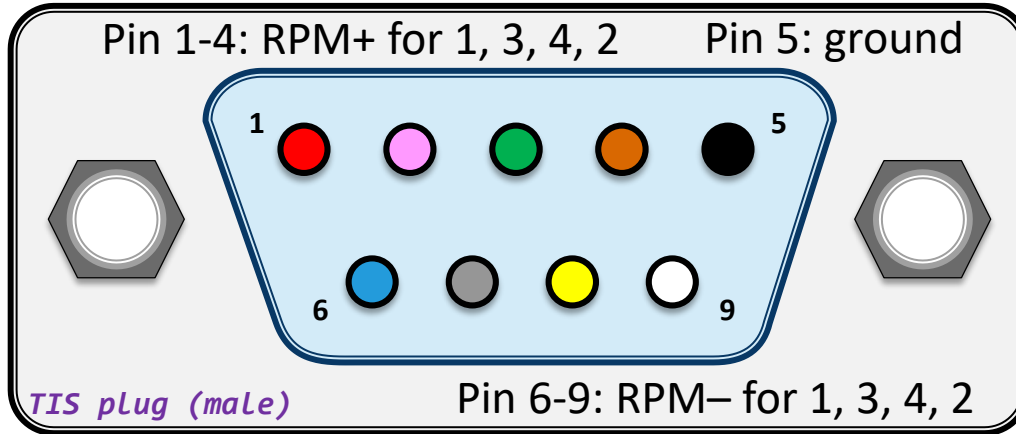 Pin 1-4: RPM+ for 1, 3, 4, 2
Pin 5: ground
1
5
6
9
TIS plug (male)
Pin 6-9: RPM– for 1, 3, 4, 2